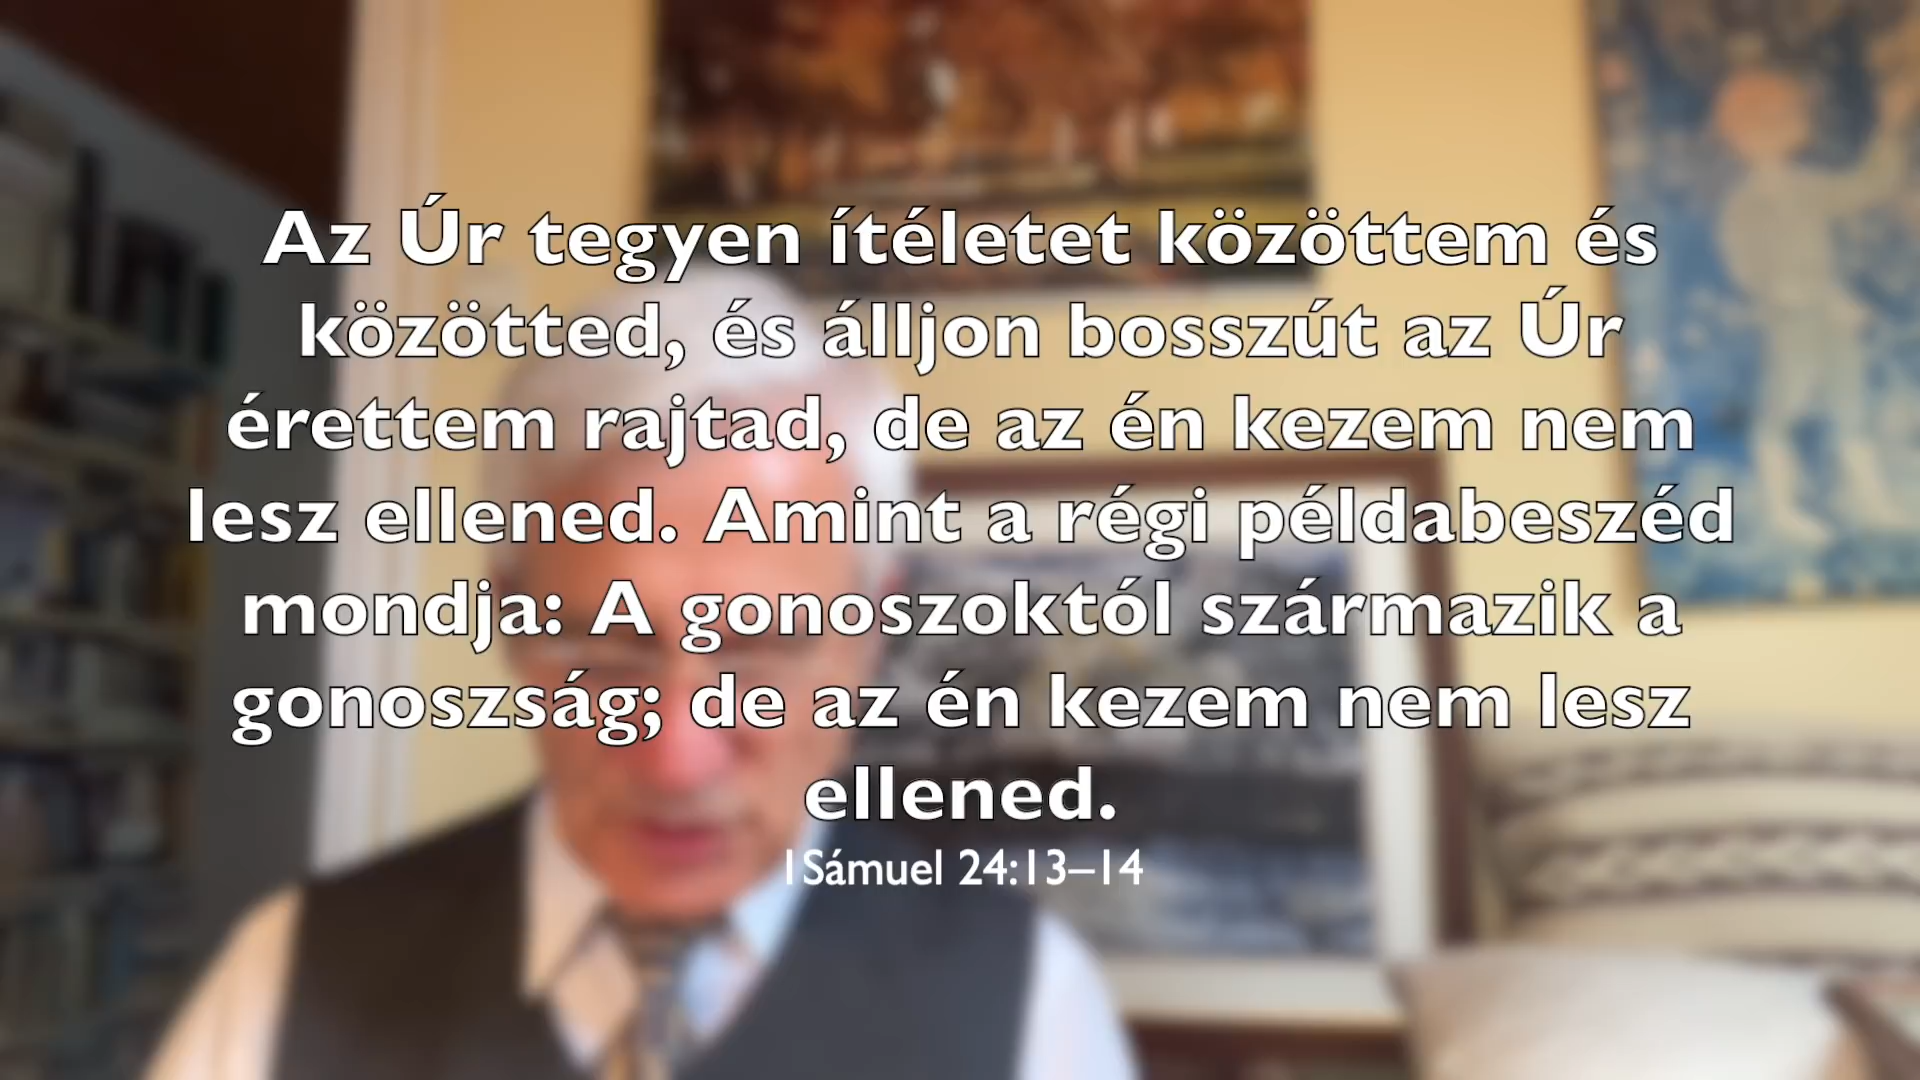 Az Úr tegyen ítéletet közöttem és
közötted, és álljon bosszút az Úr
érettem rajtad, de az én kezem nem
lesz ellened. Amint a régi példabeszéd
mondja: A gonoszoktól származik a
gonoszság; de az én kezem nem lesz
ellened.
1Sámuel 24:13–14